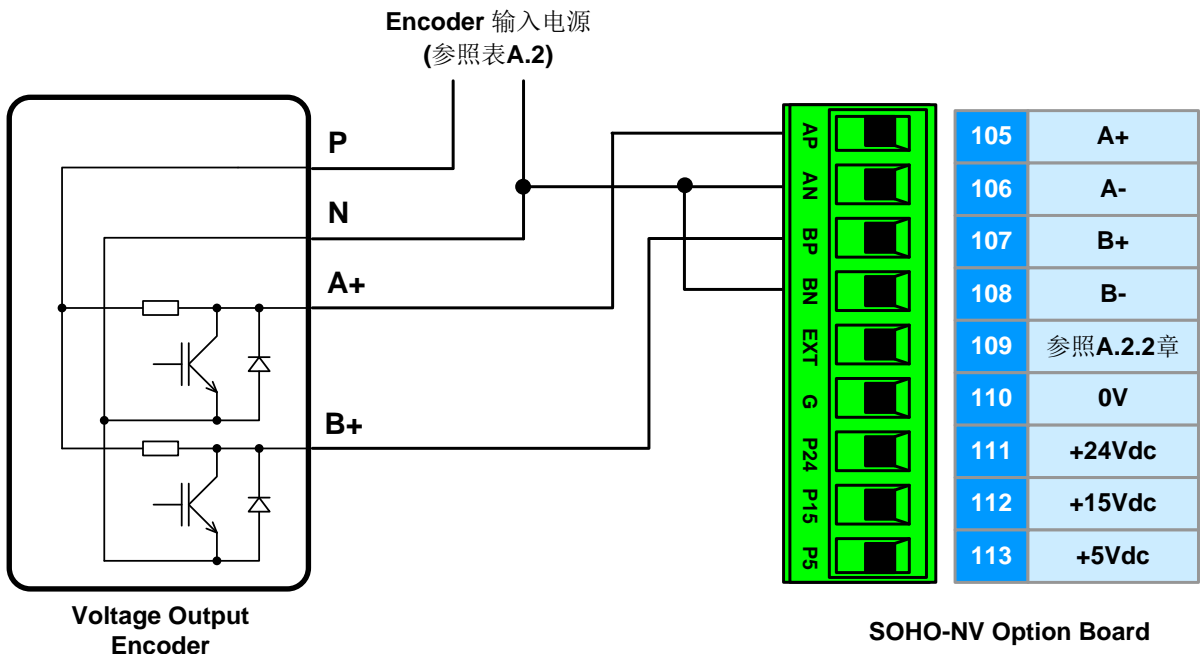 Encoder 输入电源
(参照表A.2)
P
N
A+
B+
Voltage Output
Encoder
AP
AN
BP
BN
EXT
G
P24
P15
P5
105 A+
106 A-
107 B+
108 B-
109 参照A.2.2章
110 0V
111 +24Vdc
112 +15Vdc
113 +5Vdc
SOHO-NV Option Board